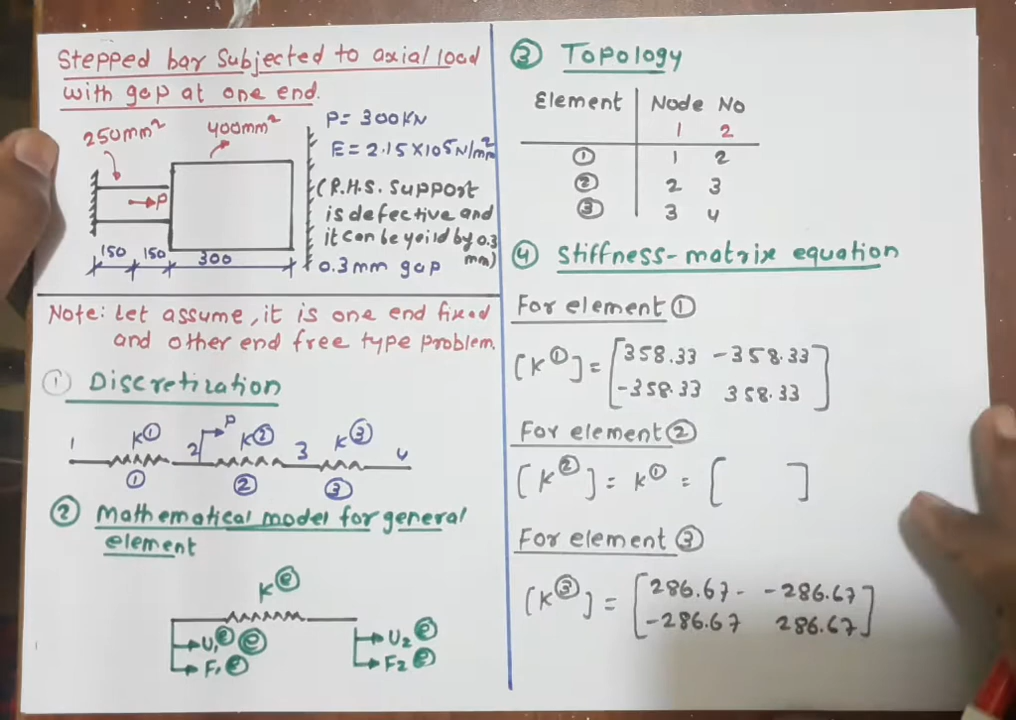 Stepped bar Subjected to axial load
with gap at one end.
250mm²
400mm²
P
150
150
300
P= 300KN
E= 2.15×10⁵N/mm²
(R.H.S. Support
is defective and
it can be yeild by 0.3
mm)
0.3mm gap
Note: Let assume, it is one end fixed
and other end free type problem.
① Discretization
1 K① 2 P K② 3 K③ 4
① ② ③
② Mathematical model for general
element
K ⓔ
U₁ ⓔ ⓔ
F₁ ⓔ
U₂ ⓔ
F₂ ⓔ
③ Topology
Element Node No
1 2
① 1 2
② 2 3
③ 3 4
④ Stiffness-matrix equation
For element ①
[K①] = [358.33 -358.33
-358.33 358.33]
For element ②
[K②] = K① = [ ]
For element ③
[K③] = [286.67- -286.67
-286.67 286.67]